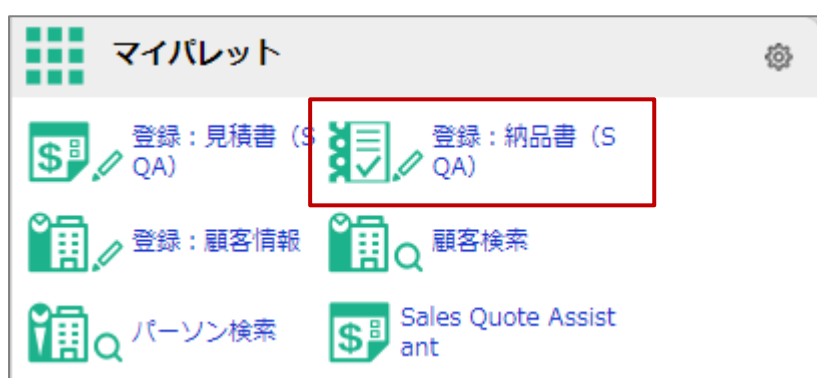 マイパレット
登録：見積書（S
QA）
登録：納品書（S
QA）
登録：顧客情報
顧客検索
パーソン検索
Sales Quote Assist
ant